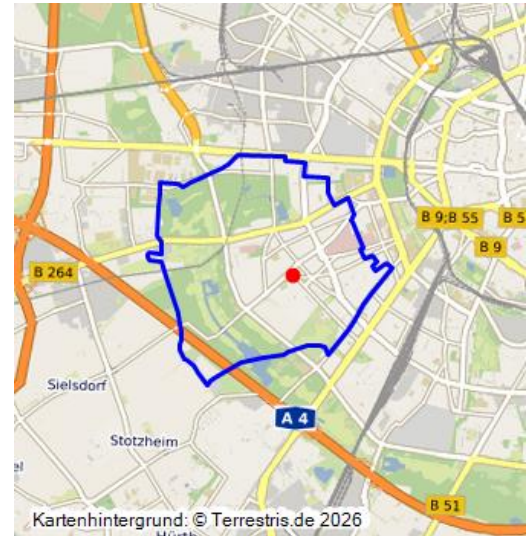 B 9;B 55
B 5
B 9
B 264
Sielsdorf
A 4
Stotzheim
B 51
Kartenhintergrund: © Terrestris.de 2026